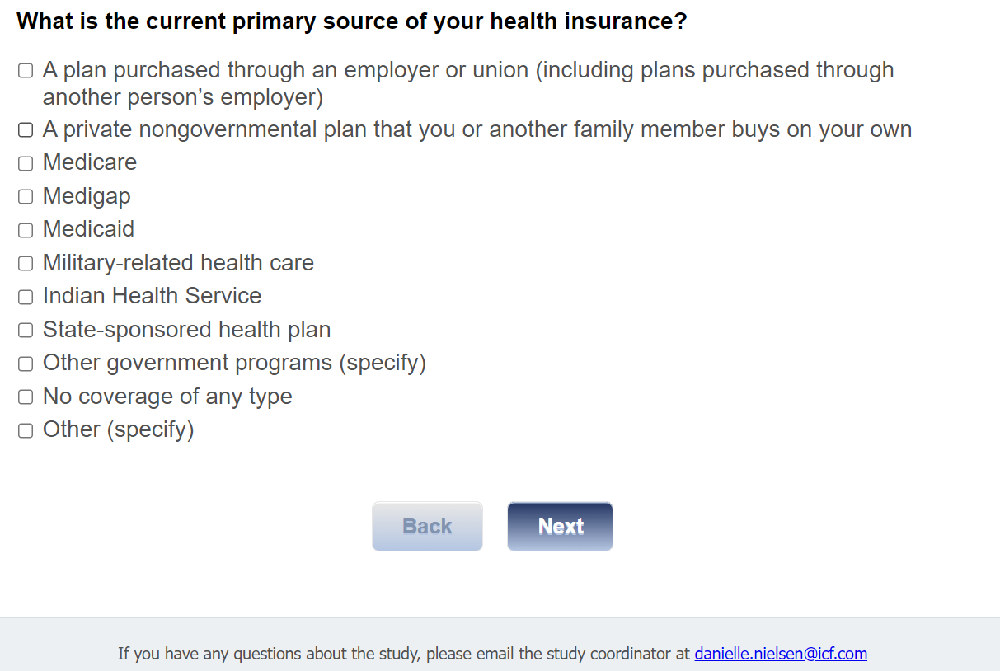 What is the current primary source of your health insurance?
A plan purchased through an employer or union (including plans purchased through
another person’s employer)
A private nongovernmental plan that you or another family member buys on your own
Medicare
Medigap
Medicaid
Military-related health care
Indian Health Service
State-sponsored health plan
Other government programs (specify)
No coverage of any type
Other (specify)
Back
Next
If you have any questions about the study, please email the study coordinator at danielle.nielsen@icf.com